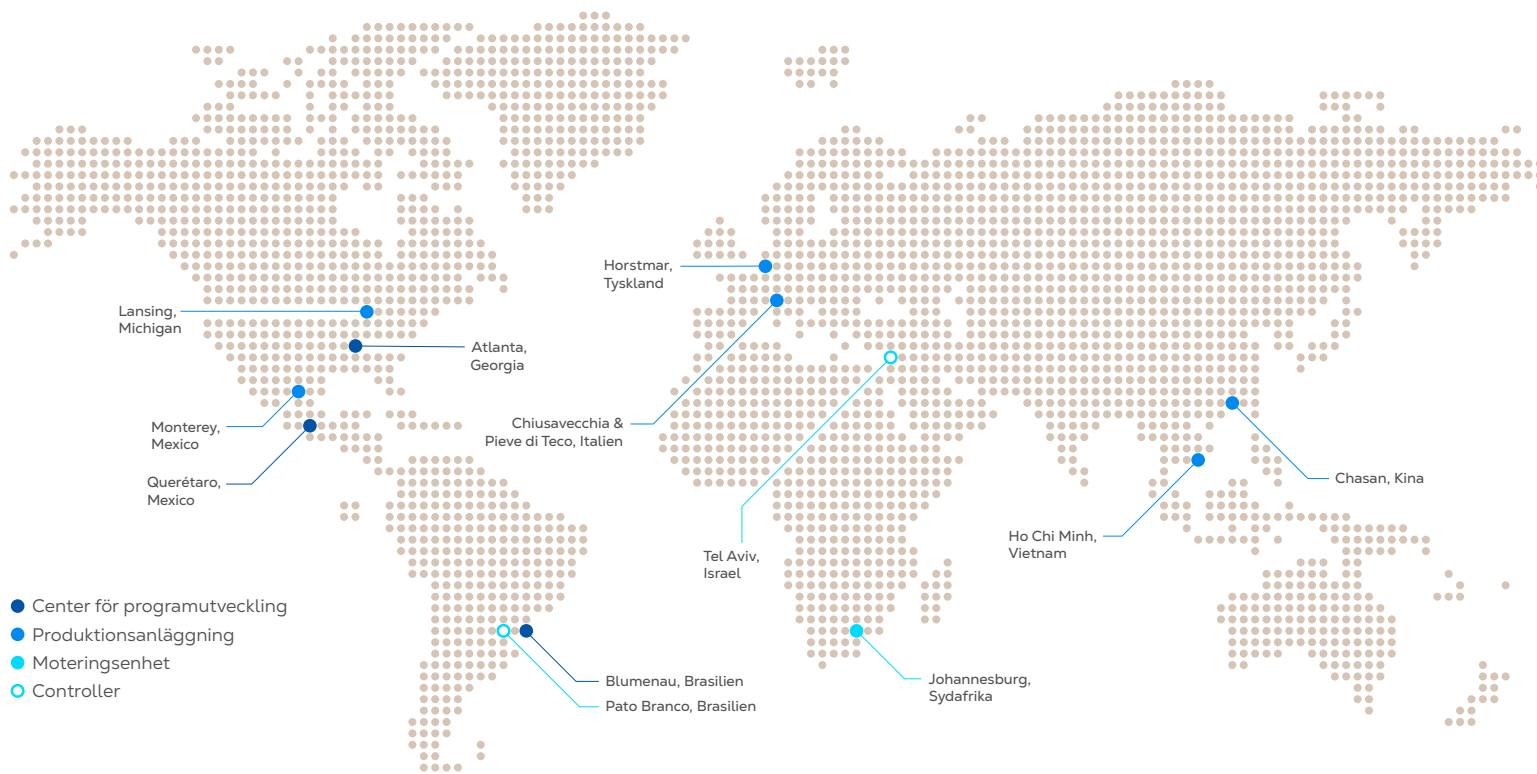 Horstmar,
Tyskland
Lansing,
Michigan
Atlanta,
Georgia
Chiusavecchia &
Pieve di Teco, Italien
Monterey,
Mexico
Querétaro,
Mexico
Chasan, Kina
Ho Chi Minh,
Vietnam
Tel Aviv,
Israel
Center för programutveckling
Produktionsanläggning
Moteringsenhet
Controller
Blumenau, Brasilien
Pato Branco, Brasilien
Johannesburg,
Sydafrika